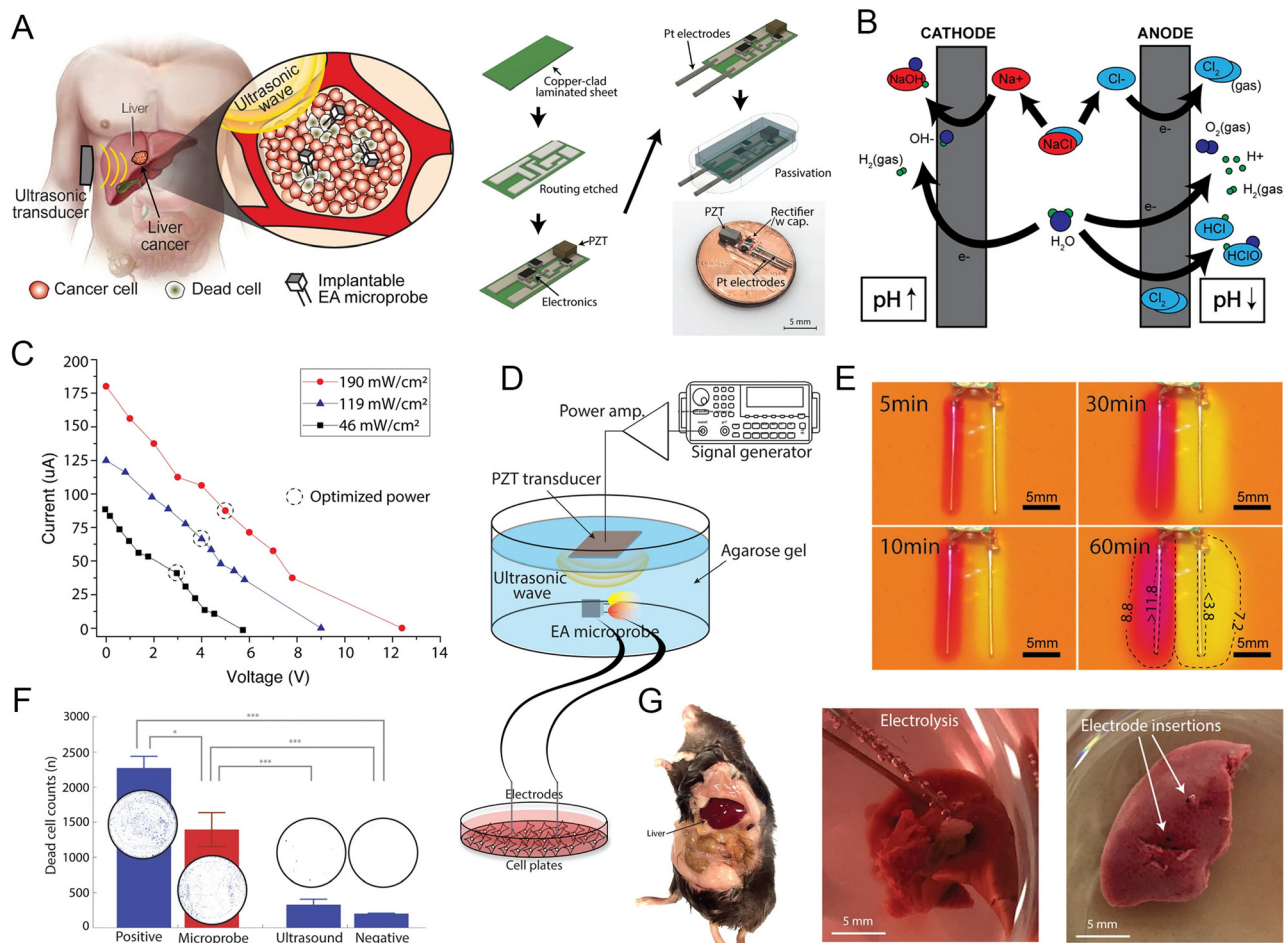 A
Ultrasonic
wave
Liver
Ultrasonic
transducer
Liver
cancer
Cancer cell
Dead cell
Implantable
EA microprobe
Copper-clad
laminated sheet
Routing etched
PZT
Electronics
Pt electrodes
Passivation
PZT
Rectifier
/w cap.
Pt electrodes
5 mm
B
CATHODE
ANODE
NaOH
Na+
Cl-
Cl2
(gas)
e-
OH-
NaCl
O2(gas)
H+
H2(gas)
H2(gas
e-
H2O
HCl
e-
HClO
Cl2
pH ↑
pH ↓
C
Current (uA)
200
175
150
125
100
75
50
25
0
190 mW/cm²
119 mW/cm²
46 mW/cm²
Optimized power
0 2 4 6 8 10 12 14
Voltage (V)
D
Power amp.
Signal generator
PZT transducer
Agarose gel
Ultrasonic
wave
EA microprobe
Electrodes
Cell plates
E
5min
5mm
30min
5mm
10min
5mm
60min
8.8
>11.8
<3.8
7.2
5mm
F
Dead cell counts (n)
3000
2500
2000
1500
1000
500
0
***
*
***
***
Positive Microprobe Ultrasound Negative
G
Liver
Electrolysis
5 mm
Electrode insertions
5 mm